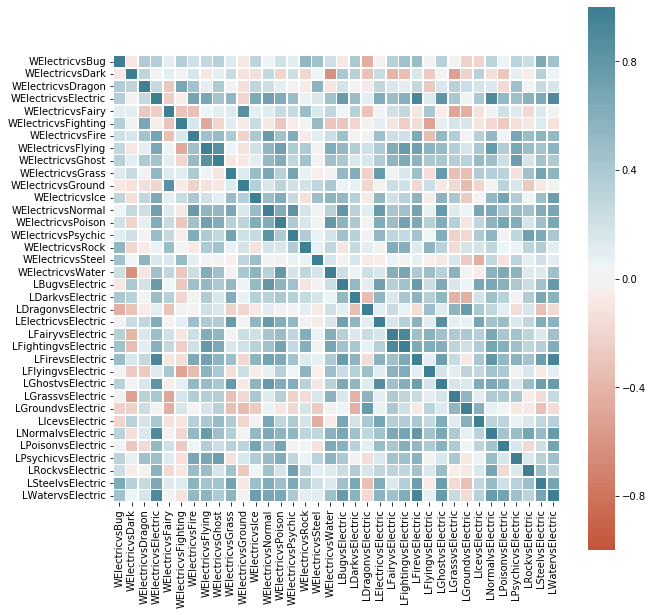 WElectricvsBug
WElectricvsDark
WElectricvsDragon
WElectricvsElectric
WElectricvsFairy
WElectricvsFighting
WElectricvsFire
WElectricvsFlying
WElectricvsGhost
WElectricvsGrass
WElectricvsGround
WElectricvsIce
WElectricvsNormal
WElectricvsPoison
WElectricvsPsychic
WElectricvsRock
WElectricvsSteel
WElectricvsWater
LBugvsElectric
LDarkvsElectric
LDragonvsElectric
LElectricvsElectric
LFairyvsElectric
LFightingvsElectric
LFirevsElectric
LFlyingvsElectric
LGhostvsElectric
LGrassvsElectric
LGroundvsElectric
LIcevsElectric
LNormalvsElectric
LPoisonvsElectric
LPsychicvsElectric
LRockvsElectric
LSteelvsElectric
LWatervsElectric
WElectricvsBug
WElectricvsDark
WElectricvsDragon
WElectricvsElectric
WElectricvsFairy
WElectricvsFighting
WElectricvsFire
WElectricvsFlying
WElectricvsGhost
WElectricvsGrass
WElectricvsGround
WElectricvsIce
WElectricvsNormal
WElectricvsPoison
WElectricvsPsychic
WElectricvsRock
WElectricvsSteel
WElectricvsWater
LBugvsElectric
LDarkvsElectric
LDragonvsElectric
LElectricvsElectric
LFairyvsElectric
LFightingvsElectric
LFirevsElectric
LFlyingvsElectric
LGhostvsElectric
LGrassvsElectric
LGroundvsElectric
LIcevsElectric
LNormalvsElectric
LPoisonvsElectric
LPsychicvsElectric
LRockvsElectric
LSteelvsElectric
LWatervsElectric
0.8
0.4
0.0
−0.4
−0.8